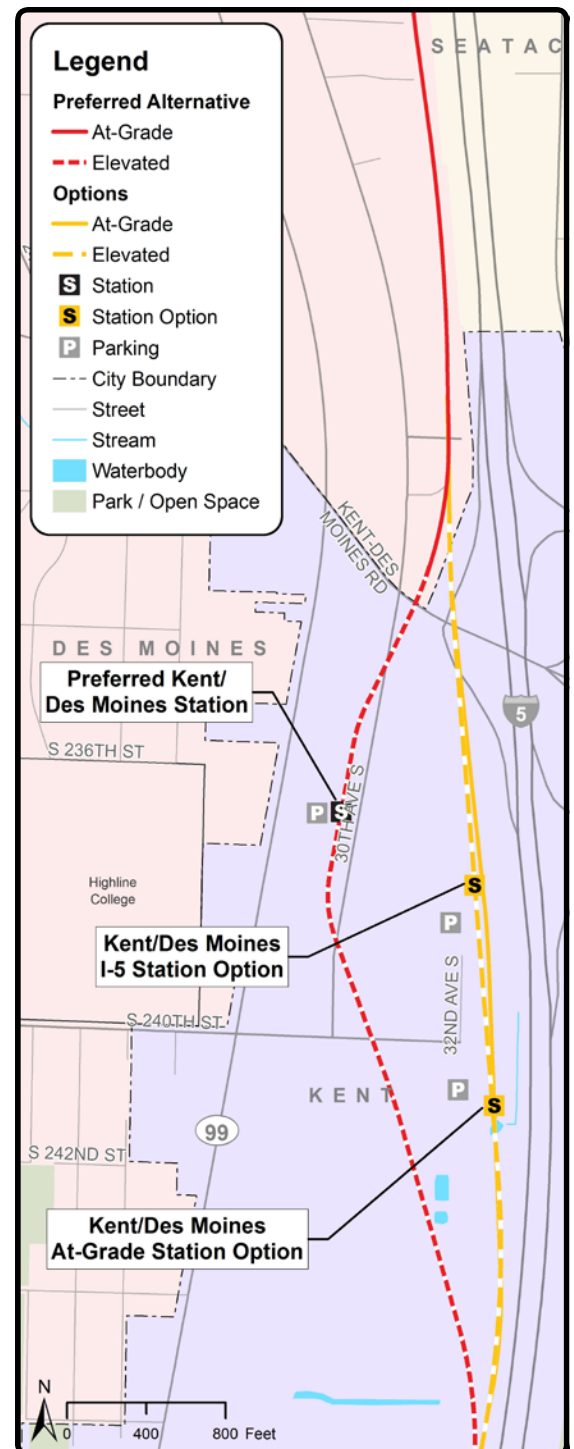 SEATAC
Legend
Preferred Alternative
At-Grade
Elevated
Options
At-Grade
Elevated
S Station
S Station Option
P Parking
City Boundary
Street
Stream
Waterbody
Park / Open Space
KENT-DES
MOINES RD
DES MOINES
Preferred Kent/
Des Moines Station
5
S 236TH ST
P S
30TH AVE S
Highline
College
S
P
Kent/Des Moines
I-5 Station Option
32ND AVE S
S 240TH ST
P
S
KENT
99
S 242ND ST
Kent/Des Moines
At-Grade Station Option
N
0 400 800 Feet